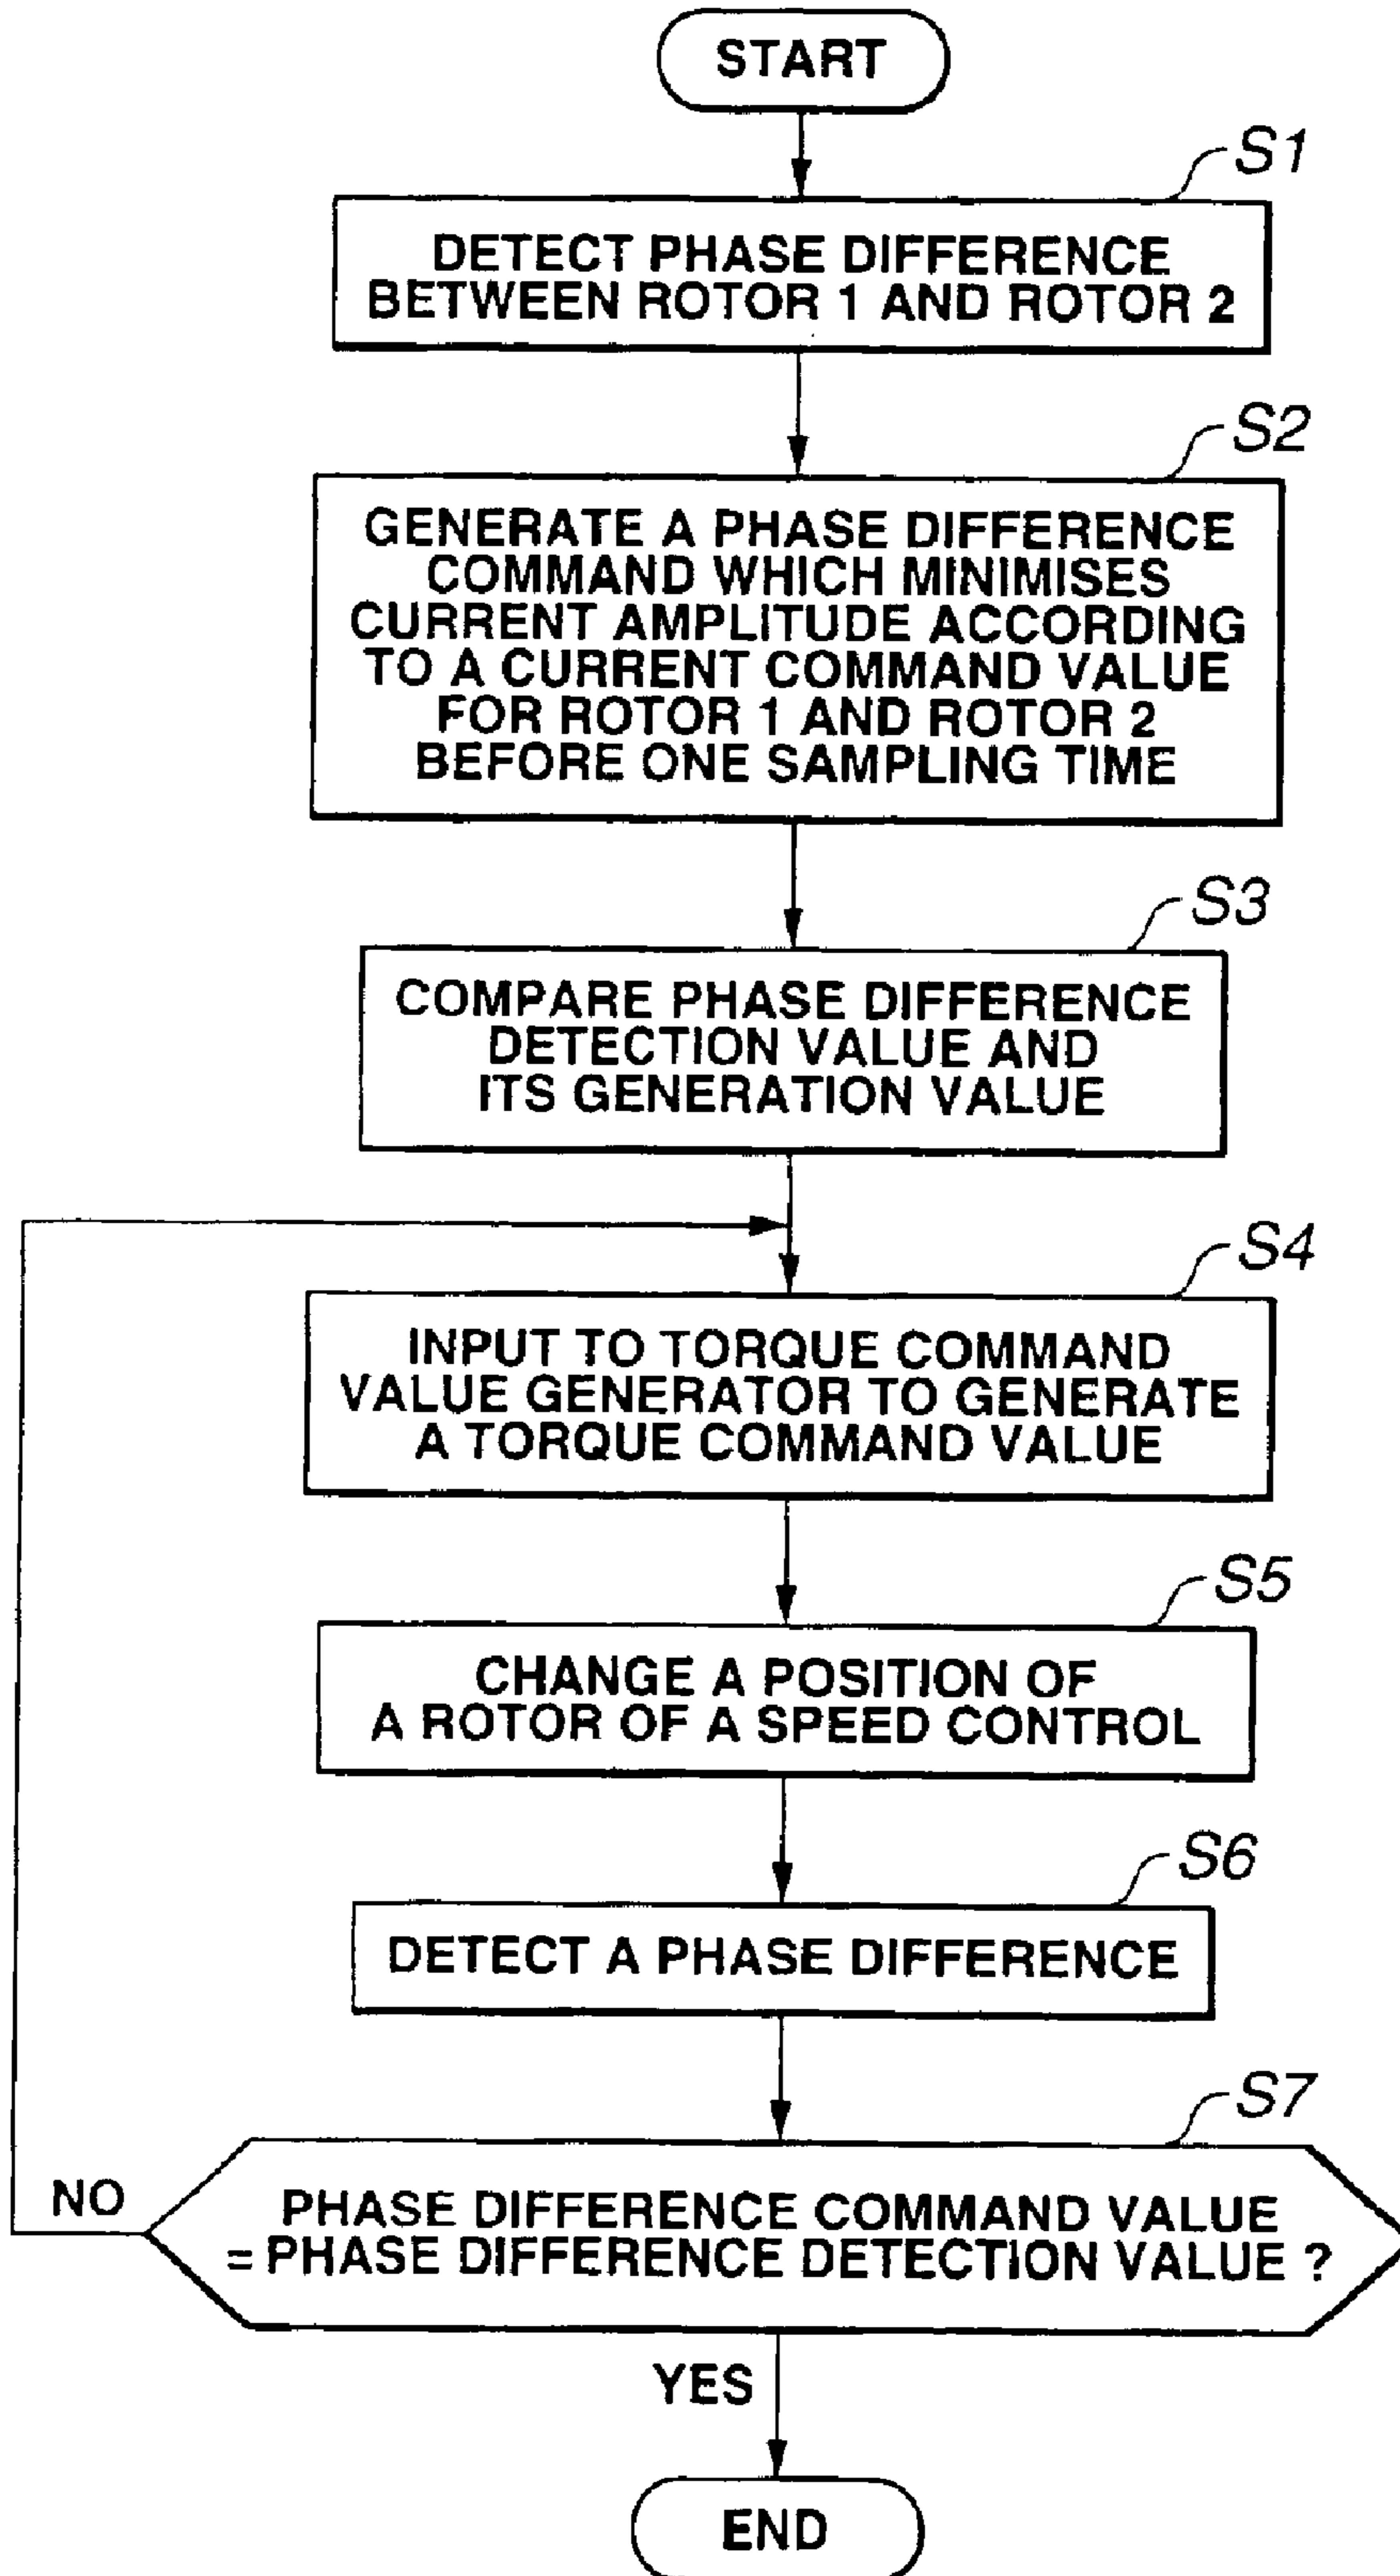 START
S1
DETECT PHASE DIFFERENCE
BETWEEN ROTOR 1 AND ROTOR 2
S2
GENERATE A PHASE DIFFERENCE
COMMAND WHICH MINIMISES
CURRENT AMPLITUDE ACCORDING
TO A CURRENT COMMAND VALUE
FOR ROTOR 1 AND ROTOR 2
BEFORE ONE SAMPLING TIME
S3
COMPARE PHASE DIFFERENCE
DETECTION VALUE AND
ITS GENERATION VALUE
S4
INPUT TO TORQUE COMMAND
VALUE GENERATOR TO GENERATE
A TORQUE COMMAND VALUE
S5
CHANGE A POSITION OF
A ROTOR OF A SPEED CONTROL
S6
DETECT A PHASE DIFFERENCE
S7
NO
PHASE DIFFERENCE COMMAND VALUE
= PHASE DIFFERENCE DETECTION VALUE ?
YES
END